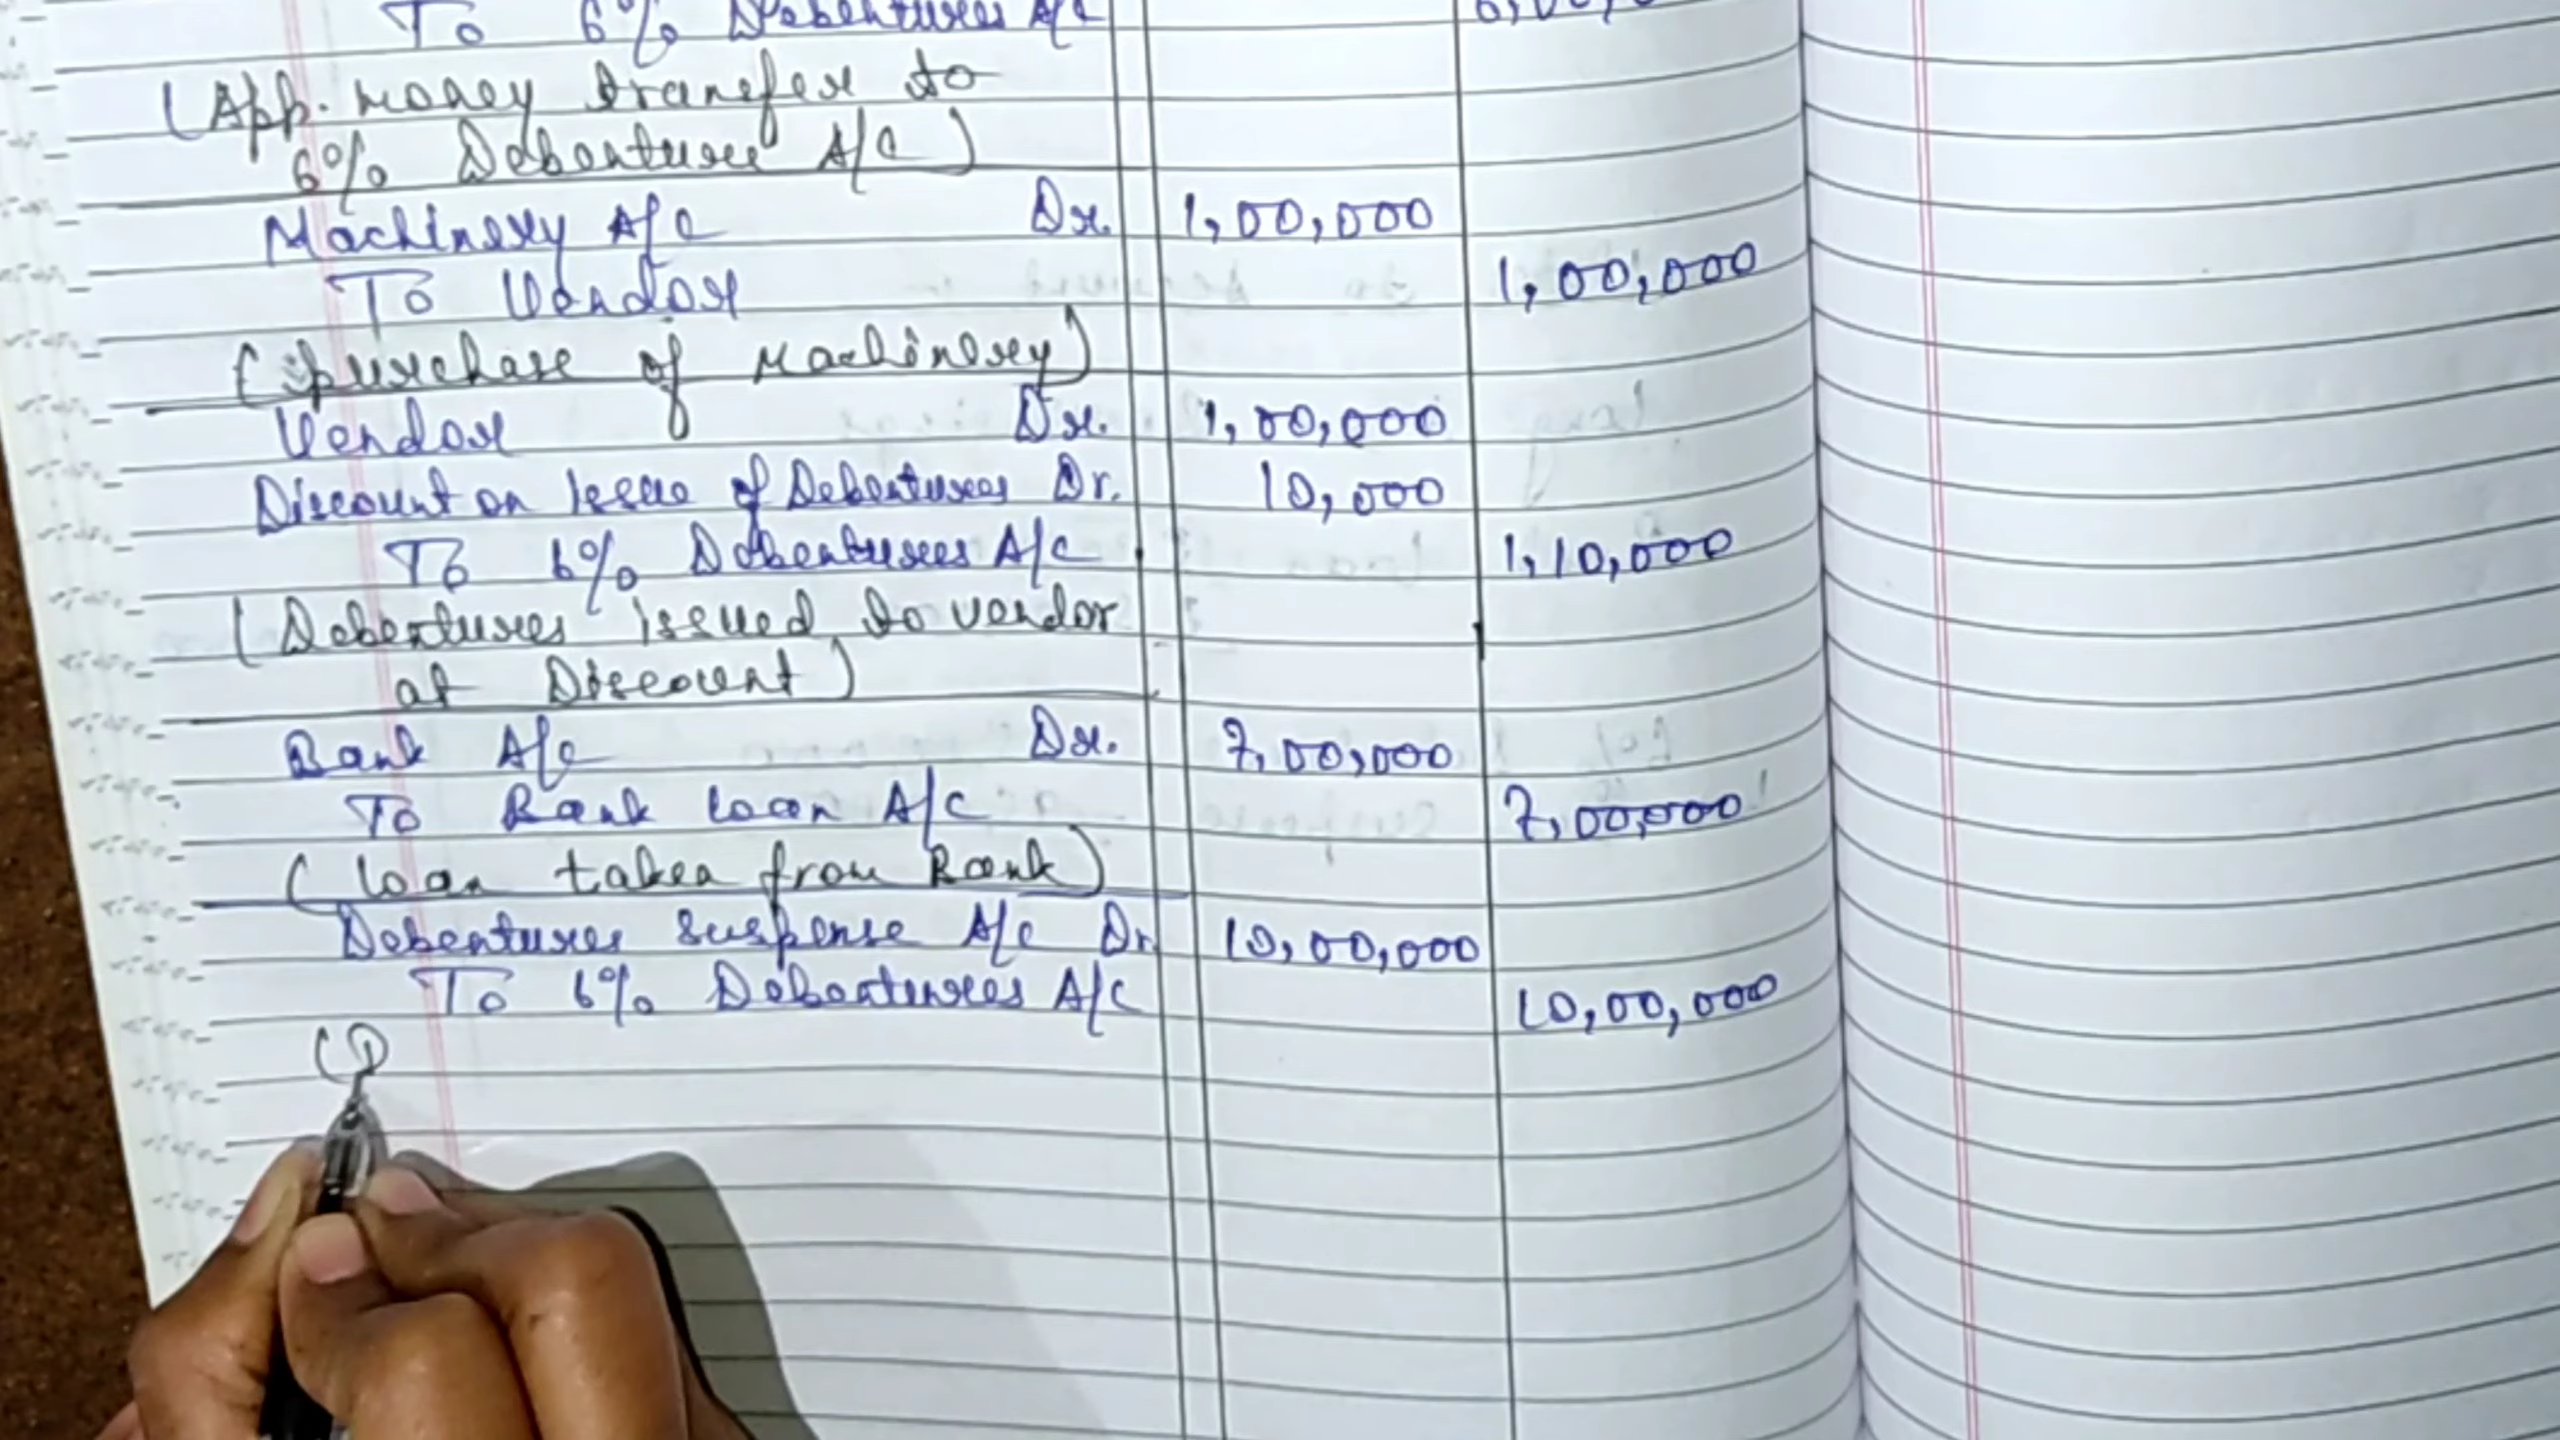 To 6% Debentures A/c
(App. money transfer to
6% Debenture A/c)
Machinery A/c Dr. 1,00,000
To Vendor 1,00,000
(purchase of Machinery)
Vendor Dr. 1,00,000
Discount on Issue of Debentures Dr. 10,000
To 6% Debentures A/c 1,10,000
(Debentures issued to vendor
at Discount)
Bank A/c Dr. 7,00,000
To Bank loan A/c 7,00,000
(loan taken from Bank)
Debentures suspense A/c Dr. 10,00,000
To 6% Debentures A/c 10,00,000
(D